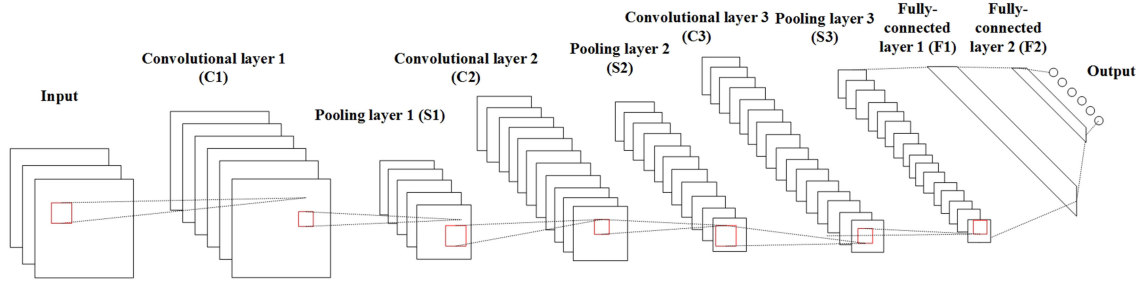 Input
Convolutional layer 1
(C1)
Pooling layer 1 (S1)
Convolutional layer 2
(C2)
Pooling layer 2
(S2)
Convolutional layer 3
(C3)
Pooling layer 3
(S3)
Fully-
connected
layer 1 (F1)
Fully-
connected
layer 2 (F2)
Output